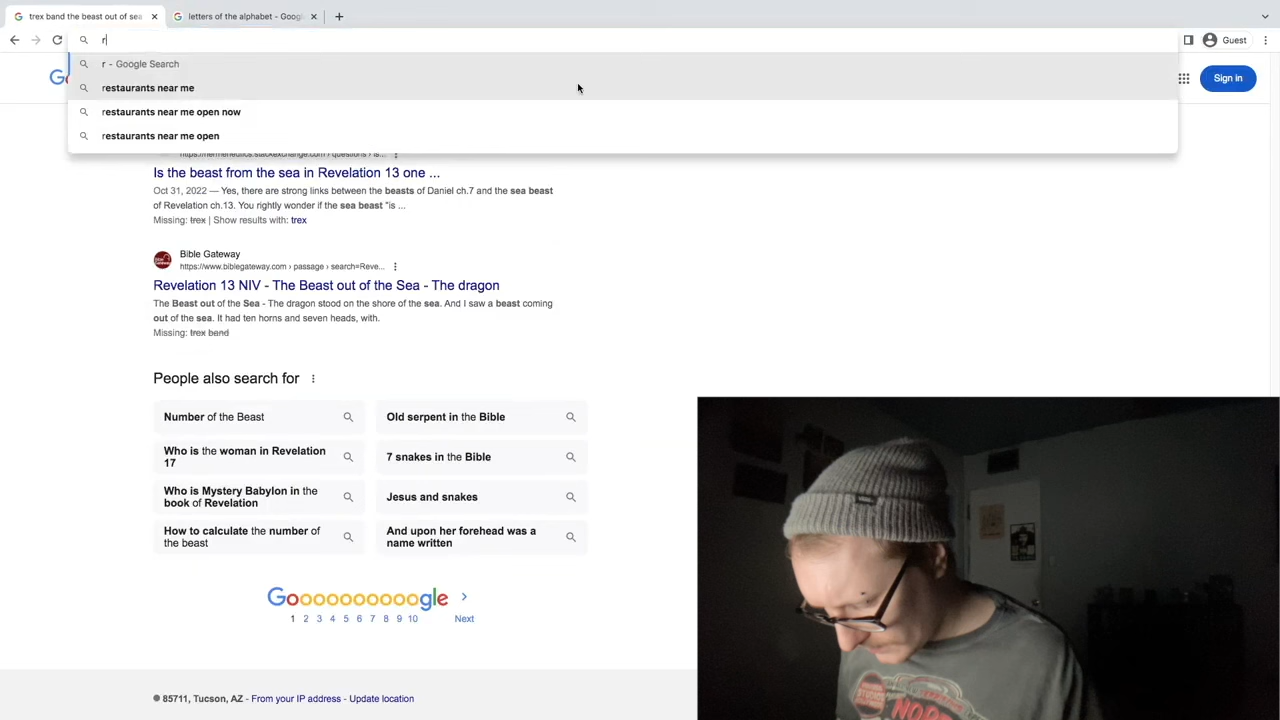 trex band the beast out of sea
letters of the alphabet - Goog
r
Guest
r - Google Search
restaurants near me
restaurants near me open now
restaurants near me open
Sign in
Is the beast from the sea in Revelation 13 one ...
Oct 31, 2022 — Yes, there are strong links between the beasts of Daniel ch.7 and the sea beast
of Revelation ch.13. You rightly wonder if the sea beast "is ...
Missing: trex | Show results with: trex
Bible Gateway
https://www.biblegateway.com › passage › search=Reve...
Revelation 13 NIV - The Beast out of the Sea - The dragon
The Beast out of the Sea - The dragon stood on the shore of the sea. And I saw a beast coming
out of the sea. It had ten horns and seven heads, with.
Missing: trex band
People also search for
Number of the Beast
Old serpent in the Bible
Who is the woman in Revelation
17
7 snakes in the Bible
Who is Mystery Babylon in the
book of Revelation
Jesus and snakes
How to calculate the number of
the beast
And upon her forehead was a
name written
Goooooooooogle
1 2 3 4 5 6 7 8 9 10 Next
85711, Tucson, AZ - From your IP address - Update location